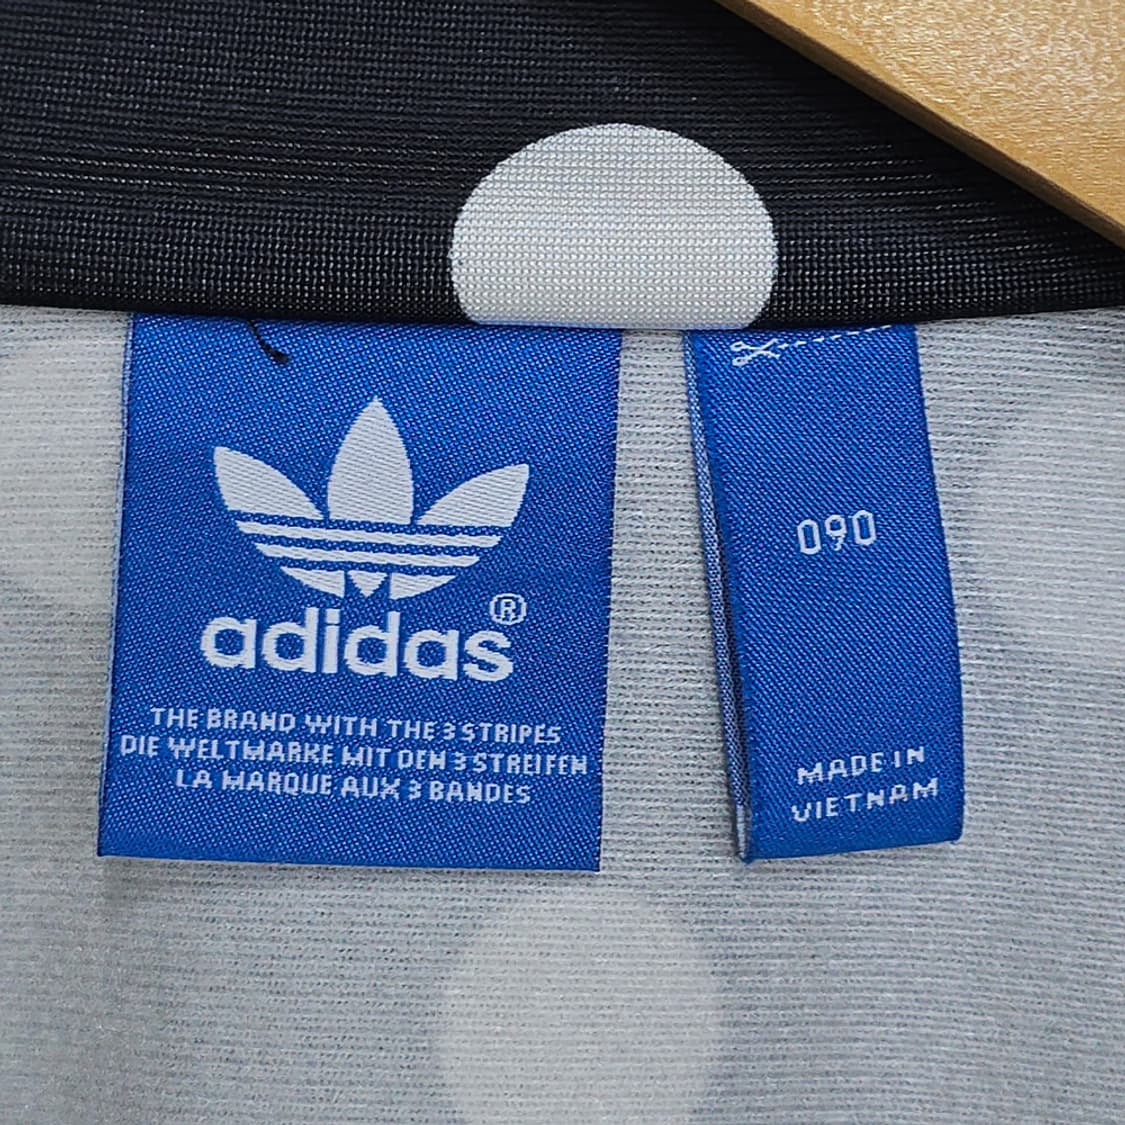 adidas®
THE BRAND WITH THE 3 STRIPES
DIE WELTMARKE MIT DEN 3 STREIFEN
LA MARQUE AUX 3 BANDES
090
MADE IN
VIETNAM